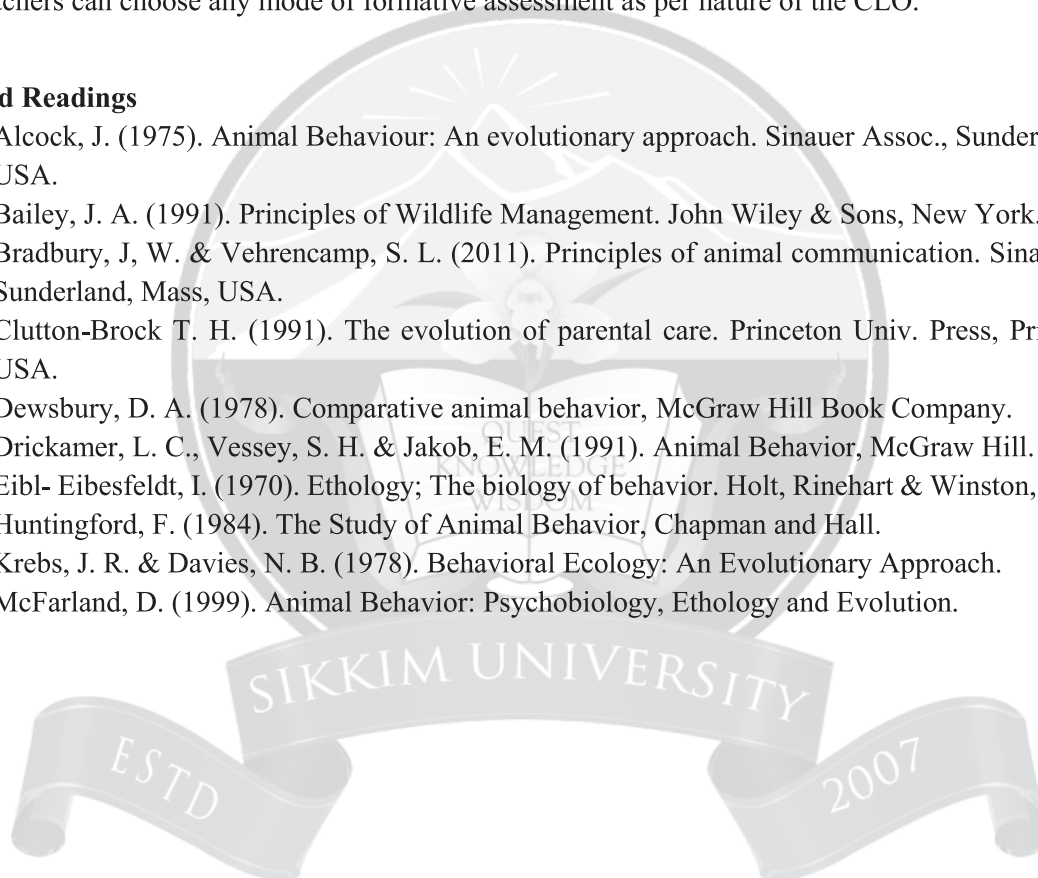 chers can choose any mode of formative assessment as per nature of the CLO.
d Readings
Alcock, J. (1975). Animal Behaviour: An evolutionary approach. Sinauer Assoc., Sunder
USA.
Bailey, J. A. (1991). Principles of Wildlife Management. John Wiley & Sons, New York.
Bradbury, J, W. & Vehrencamp, S. L. (2011). Principles of animal communication. Sina
Sunderland, Mass, USA.
Clutton-Brock T. H. (1991). The evolution of parental care. Princeton Univ. Press, Pri
USA.
Dewsbury, D. A. (1978). Comparative animal behavior, McGraw Hill Book Company.
Drickamer, L. C., Vessey, S. H. & Jakob, E. M. (1991). Animal Behavior, McGraw Hill.
Eibl- Eibesfeldt, I. (1970). Ethology; The biology of behavior. Holt, Rinehart & Winston,
Huntingford, F. (1984). The Study of Animal Behavior, Chapman and Hall.
Krebs, J. R. & Davies, N. B. (1978). Behavioral Ecology: An Evolutionary Approach.
McFarland, D. (1999). Animal Behavior: Psychobiology, Ethology and Evolution.
QUEST
KNOWLEDGE
WISDOM
SIKKIM UNIVERSITY
ESTD
2007